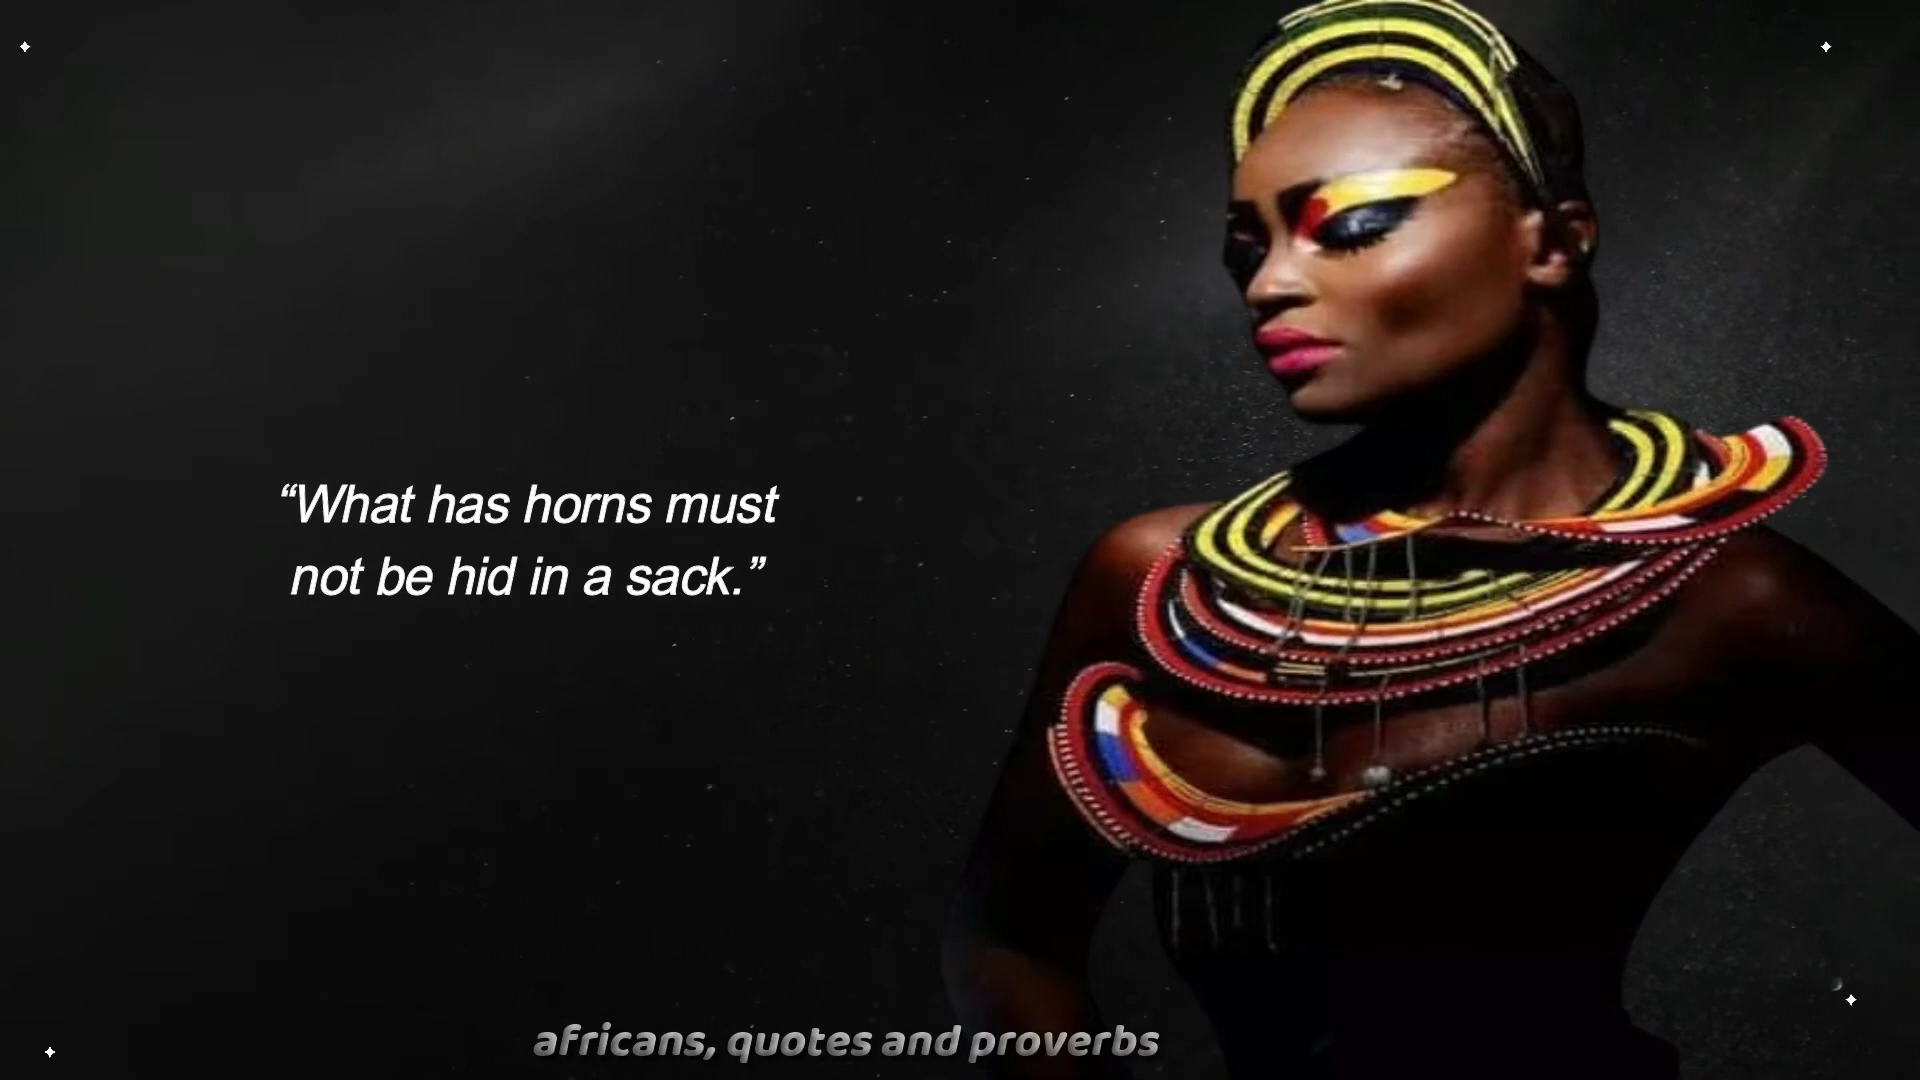 “What has horns must
not be hid in a sack.”
africans, quotes and proverbs